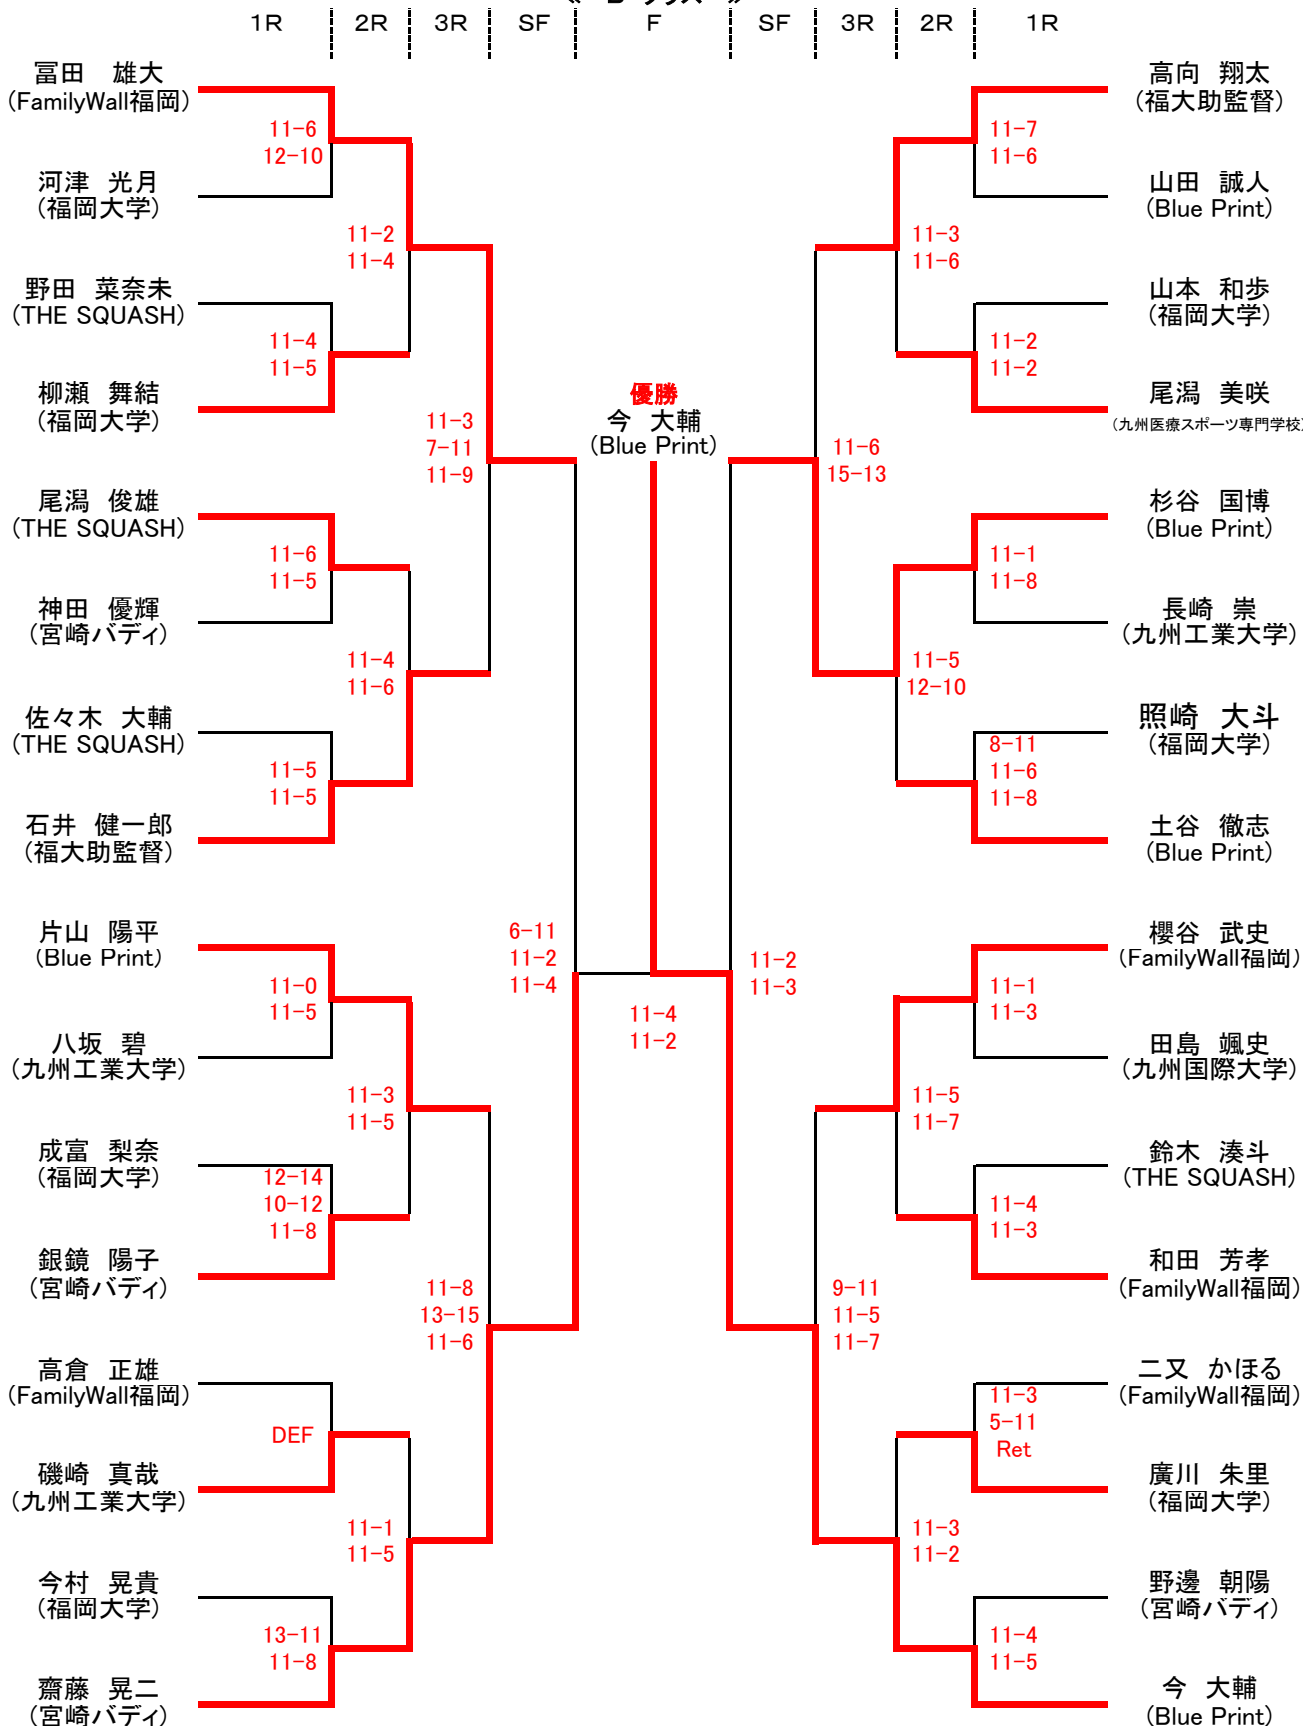 1R 2R 3R SF F SF 3R 2R 1R
冨田 雄大
(FamilyWall福岡)
11-6
12-10
河津 光月
(福岡大学)
11-2
11-4
野田 菜奈未
(THE SQUASH)
11-4
11-5
柳瀬 舞結
(福岡大学)
11-3
7-11
11-9
尾潟 俊雄
(THE SQUASH)
11-6
11-5
神田 優輝
(宮崎バディ)
11-4
11-6
佐々木 大輔
(THE SQUASH)
11-5
11-5
石井 健一郎
(福大助監督)
6-11
11-2
11-4
片山 陽平
(Blue Print)
11-0
11-5
八坂 碧
(九州工業大学)
11-3
11-5
成富 梨奈
(福岡大学)
12-14
10-12
11-8
銀鏡 陽子
(宮崎バディ)
11-8
13-15
11-6
高倉 正雄
(FamilyWall福岡)
DEF
磯崎 真哉
(九州工業大学)
11-1
11-5
今村 晃貴
(福岡大学)
13-11
11-8
齋藤 晃二
(宮崎バディ)
優勝
今 大輔
(Blue Print)
11-4
11-2
高向 翔太
(福大助監督)
11-7
11-6
山田 誠人
(Blue Print)
11-3
11-6
山本 和歩
(福岡大学)
11-2
11-2
尾潟 美咲
(九州医療スポーツ専門学校)
11-6
15-13
杉谷 国博
(Blue Print)
11-1
11-8
長崎 崇
(九州工業大学)
11-5
12-10
照崎 大斗
(福岡大学)
8-11
11-6
11-8
土谷 徹志
(Blue Print)
11-2
11-3
櫻谷 武史
(FamilyWall福岡)
11-1
11-3
田島 颯史
(九州国際大学)
11-5
11-7
鈴木 湊斗
(THE SQUASH)
11-4
11-3
和田 芳孝
(FamilyWall福岡)
9-11
11-5
11-7
二又 かほる
(FamilyWall福岡)
11-3
5-11
Ret
廣川 朱里
(福岡大学)
11-3
11-2
野邊 朝陽
(宮崎バディ)
11-4
11-5
今 大輔
(Blue Print)